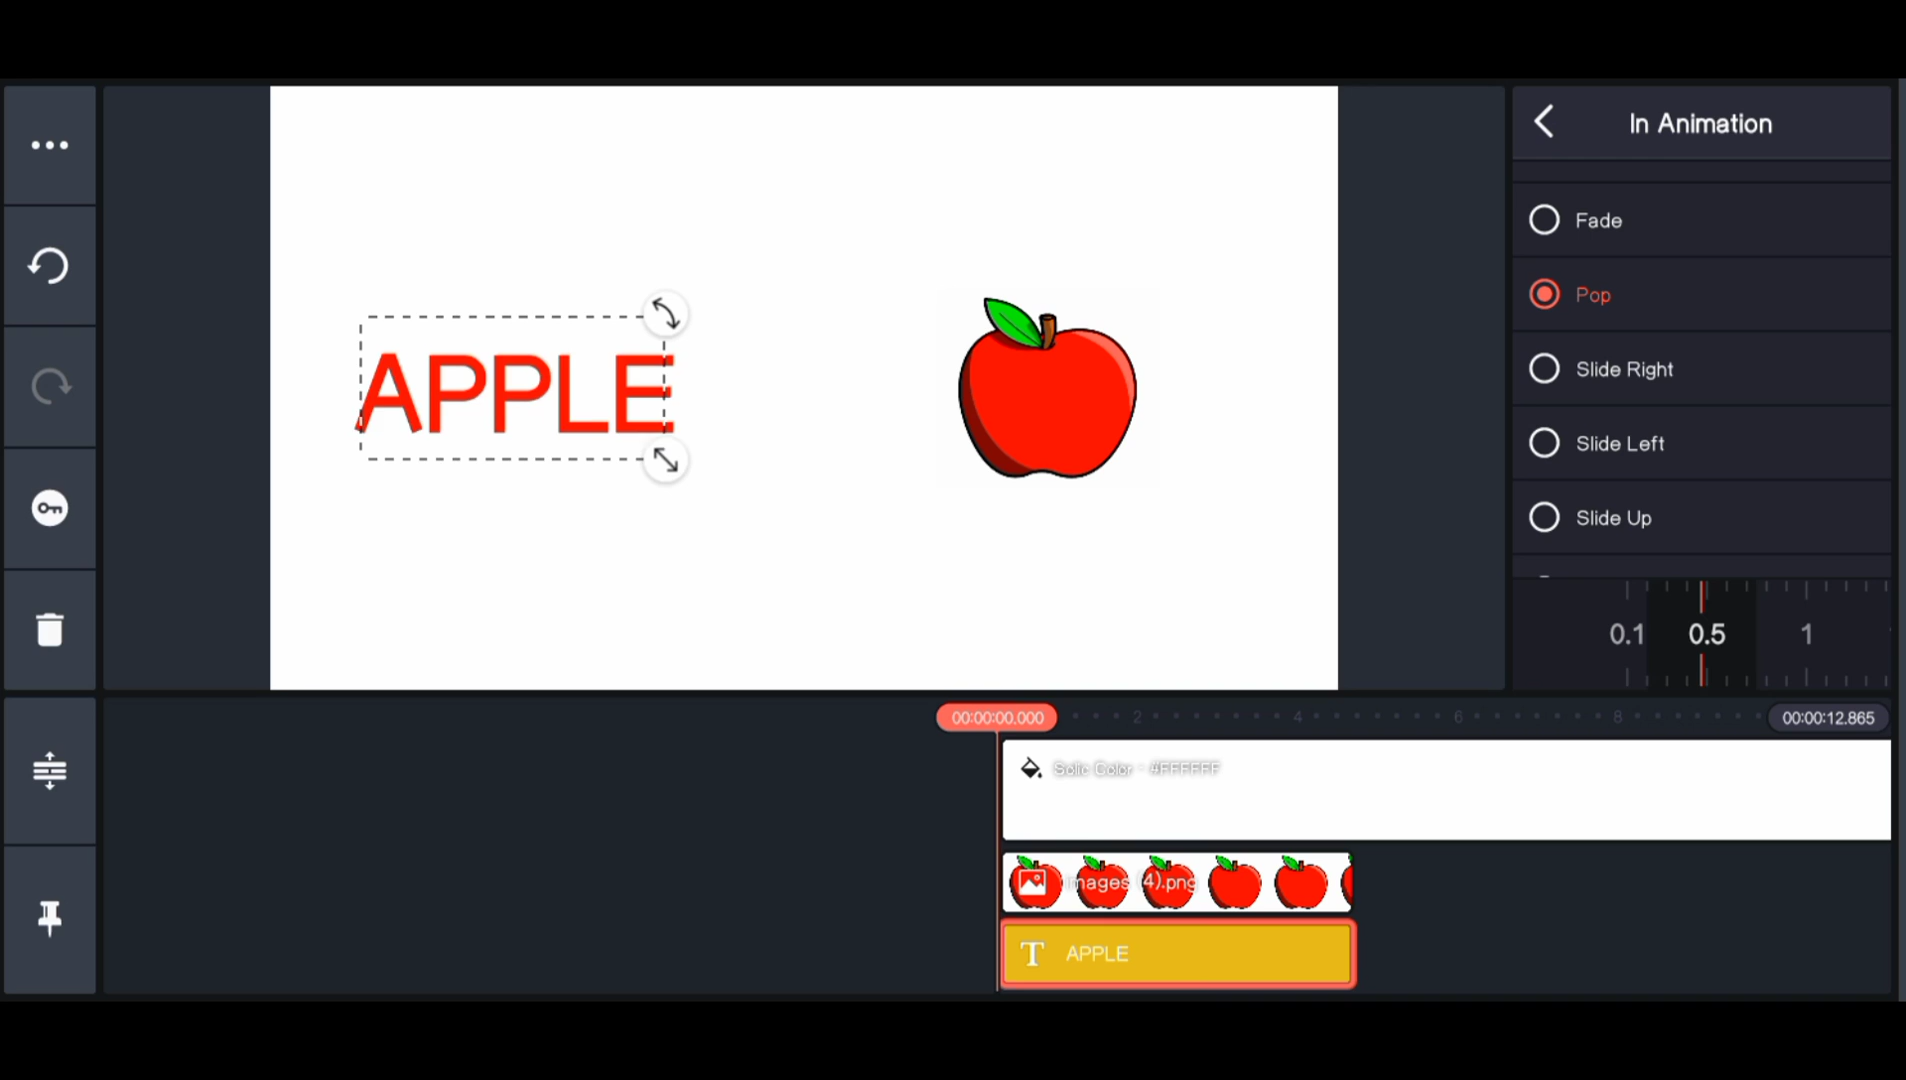 In Animation
Fade
Pop
APPLE
Slide Right
Slide Left
Slide Up
0.1 0.5 1
00:00:00.000 2 4 6 8 00:00:12.865
Solid Color - #FFFFFF
images (4).png
T APPLE